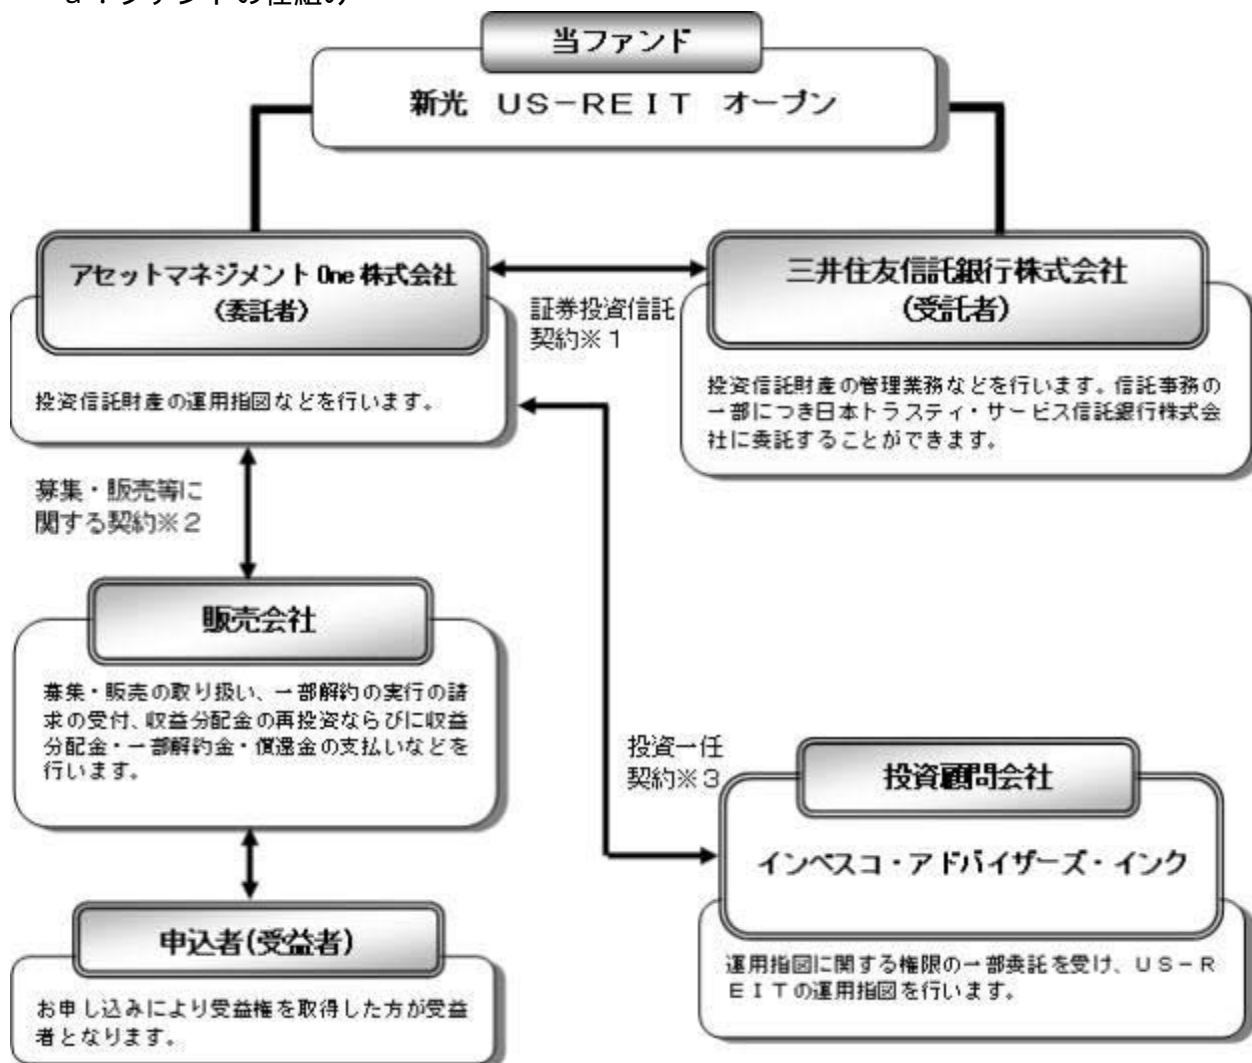 a．ファンドの仕組み
当ファンド
新光 US－REIT オープン
アセットマネジメントOne株式会社
（委託者）
投資信託財産の運用指図などを行います。
証券投資信託
契約※１
三井住友信託銀行株式会社
（受託者）
投資信託財産の管理業務などを行います。信託事務の
一部につき日本トラスティ・サービス信託銀行株式会
社に委託することができます。
募集・販売等に
関する契約※２
販売会社
募集・販売の取り扱い、一部解約の実行の請
求の受付、収益分配金の再投資ならびに収益
分配金・一部解約金・償還金の支払いなどを
行います。
投資一任
契約※３
投資顧問会社
インベスコ・アドバイザーズ・インク
運用指図に関する権限の一部委託を受け、ＵＳ－Ｒ
ＥＩＴの運用指図を行います。
申込者（受益者）
お申し込みにより受益権を取得した方が受益
者となります。